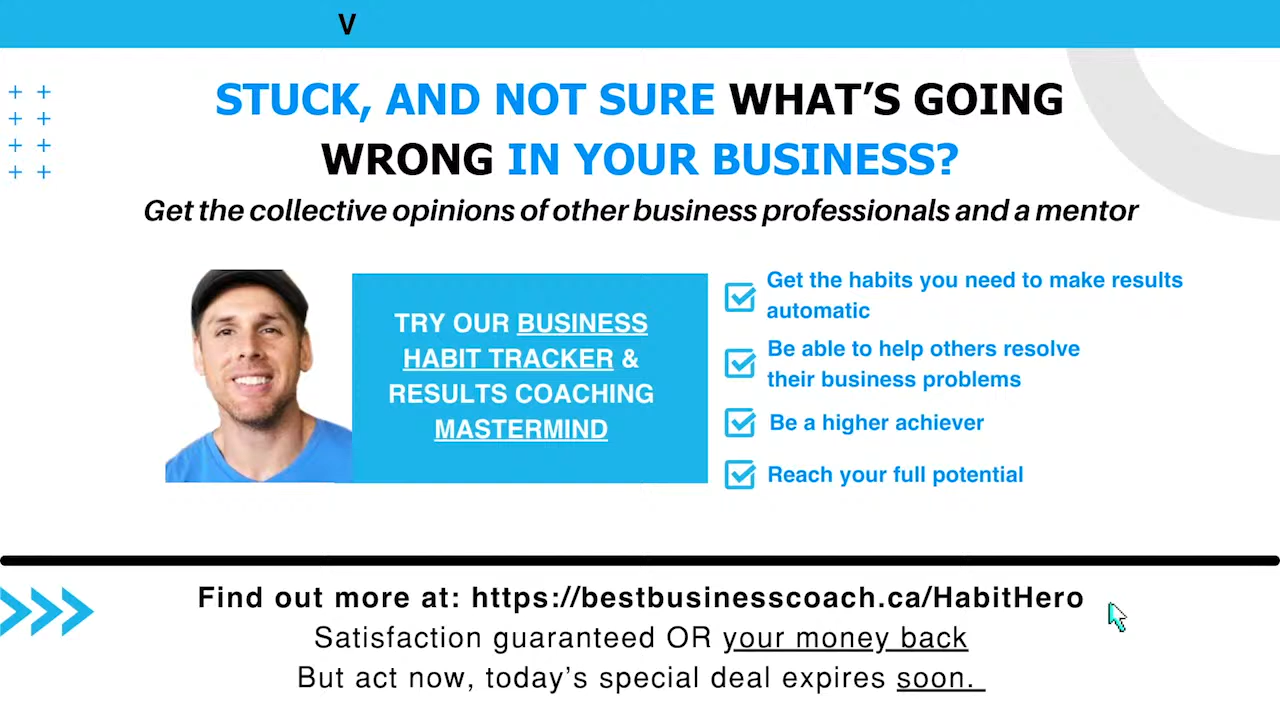 V
STUCK, AND NOT SURE WHAT'S GOING
WRONG IN YOUR BUSINESS?
Get the collective opinions of other business professionals and a mentor
TRY OUR BUSINESS
HABIT TRACKER &
RESULTS COACHING
MASTERMIND
Get the habits you need to make results
automatic
Be able to help others resolve
their business problems
Be a higher achiever
Reach your full potential
Find out more at: https://bestbusinesscoach.ca/HabitHero
Satisfaction guaranteed OR your money back
But act now, today's special deal expires soon.